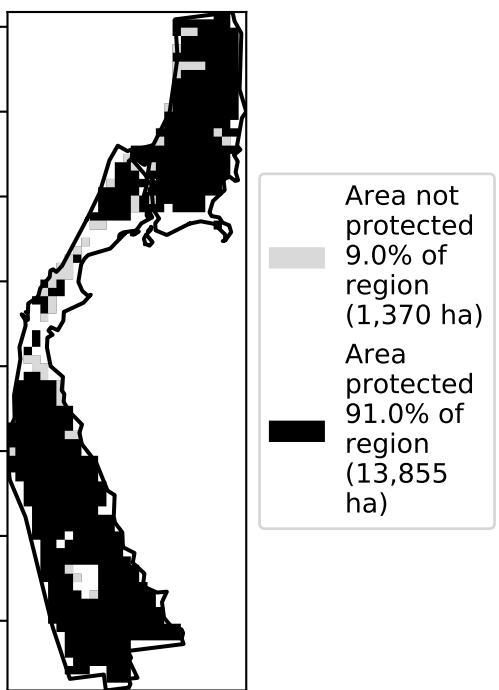 Area not
protected
9.0% of
region
(1,370 ha)
Area
protected
91.0% of
region
(13,855
ha)